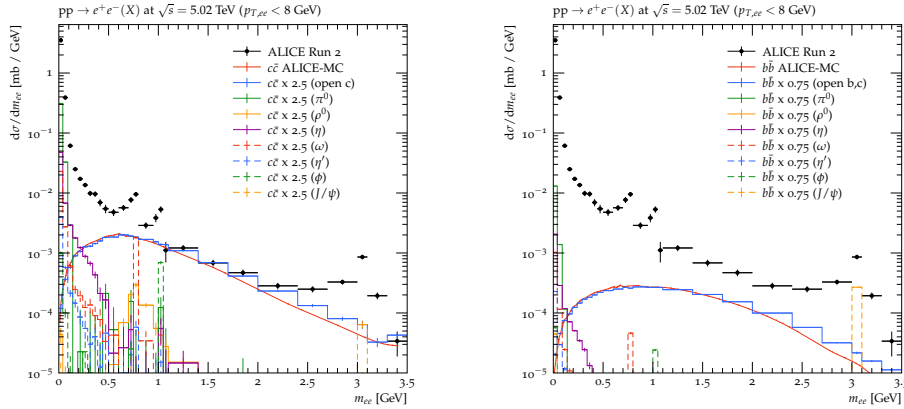 pp → e⁺e⁻(X) at √s = 5.02 TeV (p_T,ee < 8 GeV)
dσ/dm_ee [mb / GeV]
1
10⁻¹
10⁻²
10⁻³
10⁻⁴
10⁻⁵
ALICE Run 2
cc̄ ALICE-MC
cc̄ x 2.5 (open c)
cc̄ x 2.5 (π⁰)
cc̄ x 2.5 (ρ⁰)
cc̄ x 2.5 (η)
cc̄ x 2.5 (ω)
cc̄ x 2.5 (η′)
cc̄ x 2.5 (ϕ)
cc̄ x 2.5 (J/ψ)
0 0.5 1 1.5 2 2.5 3 3.5
m_ee [GeV]
pp → e⁺e⁻(X) at √s = 5.02 TeV (p_T,ee < 8 GeV)
dσ/dm_ee [mb / GeV]
1
10⁻¹
10⁻²
10⁻³
10⁻⁴
10⁻⁵
ALICE Run 2
bb̄ ALICE-MC
bb̄ x 0.75 (open b,c)
bb̄ x 0.75 (π⁰)
bb̄ x 0.75 (ρ⁰)
bb̄ x 0.75 (η)
bb̄ x 0.75 (ω)
bb̄ x 0.75 (η′)
bb̄ x 0.75 (ϕ)
bb̄ x 0.75 (J/ψ)
0 0.5 1 1.5 2 2.5 3 3.5
m_ee [GeV]